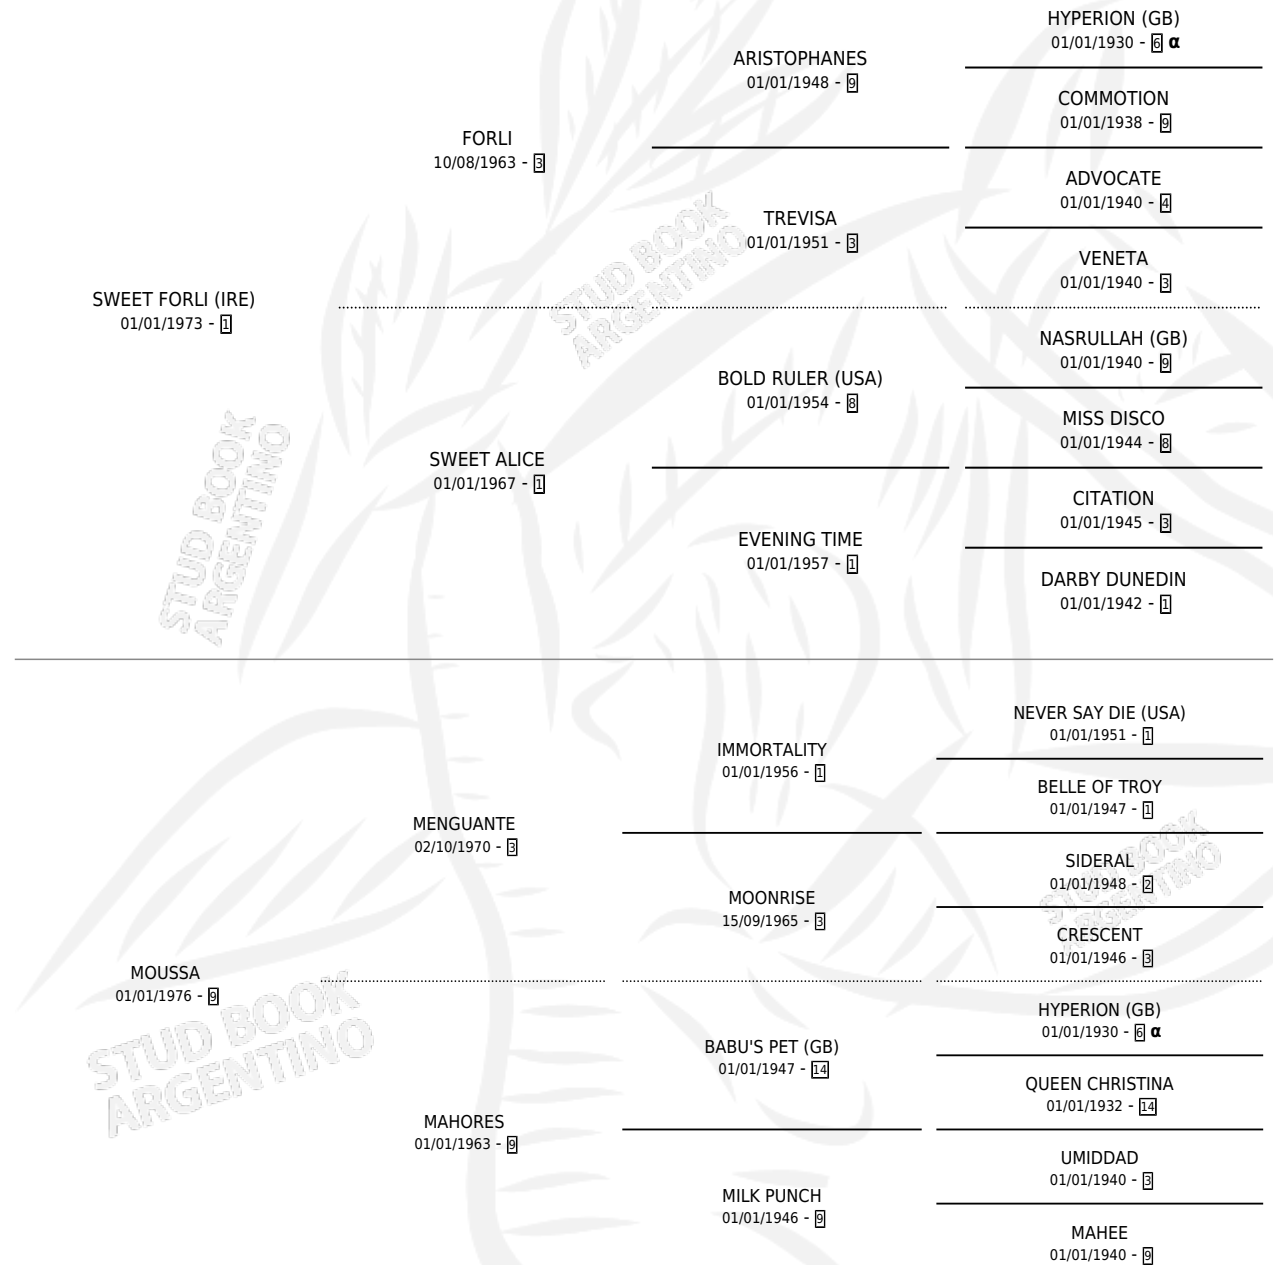 HYPERION (GB)
01/01/1930 - 6 α
ARISTOPHANES
01/01/1948 - 9
COMMOTION
01/01/1938 - 9
FORLI
10/08/1963 - 3
ADVOCATE
01/01/1940 - 4
TREVISA
01/01/1951 - 3
VENETA
01/01/1940 - 3
SWEET FORLI (IRE)
01/01/1973 - 1
STUD BOOK
ARGENTINO
NASRULLAH (GB)
01/01/1940 - 9
BOLD RULER (USA)
01/01/1954 - 8
MISS DISCO
01/01/1944 - 8
SWEET ALICE
01/01/1967 - 1
CITATION
01/01/1945 - 3
EVENING TIME
01/01/1957 - 1
DARBY DUNEDIN
01/01/1942 - 1
STUD BOOK
ARGENTINO
NEVER SAY DIE (USA)
01/01/1951 - 1
IMMORTALITY
01/01/1956 - 1
BELLE OF TROY
01/01/1947 - 1
MENGUANTE
02/10/1970 - 3
SIDERAL
01/01/1948 - 2
MOONRISE
15/09/1965 - 3
CRESCENT
01/01/1946 - 3
STUD BOOK
ARGENTINO
MOUSSA
01/01/1976 - 9
STUD BOOK
ARGENTINO
HYPERION (GB)
01/01/1930 - 6 α
BABU'S PET (GB)
01/01/1947 - 14
QUEEN CHRISTINA
01/01/1932 - 14
MAHORES
01/01/1963 - 9
UMIDDAD
01/01/1940 - 3
MILK PUNCH
01/01/1946 - 9
MAHEE
01/01/1940 - 9